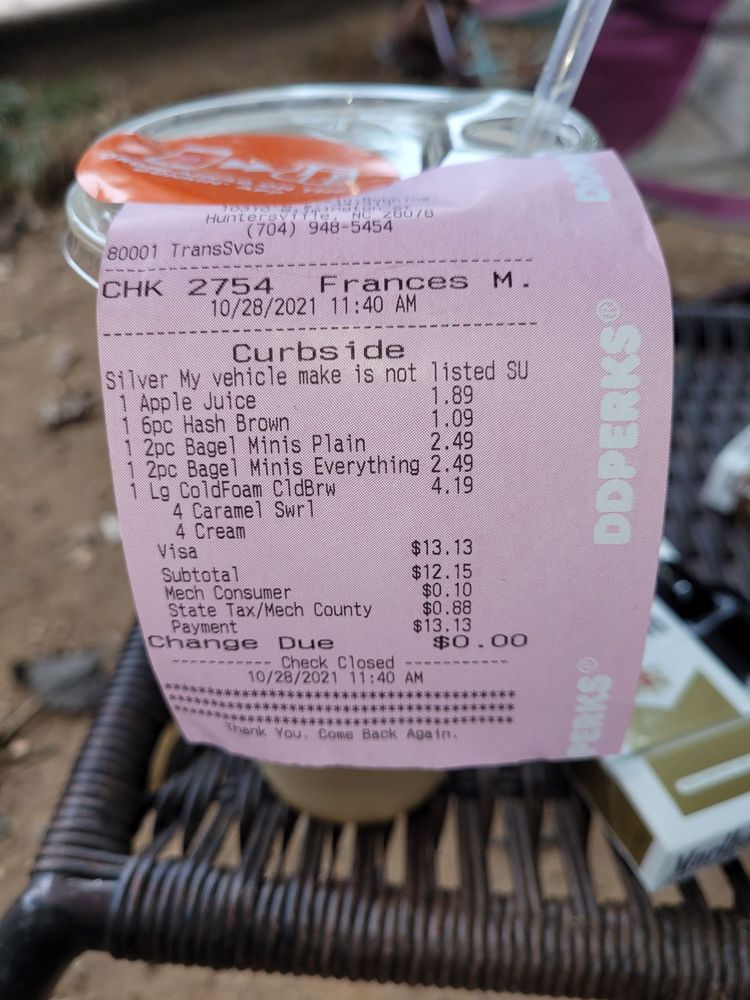 Huntersville, NC 28078
(704) 948-5454
80001 TransSvcs
CHK 2754 Frances M.
10/28/2021 11:40 AM
Curbside
Silver My vehicle make is not listed SU
1 Apple Juice 1.89
1 6pc Hash Brown 1.09
1 2pc Bagel Minis Plain 2.49
1 2pc Bagel Minis Everything 2.49
1 Lg ColdFoam CldBrw 4.19
4 Caramel Swrl
4 Cream
Visa $13.13
Subtotal $12.15
Mech Consumer $0.10
State Tax/Mech County $0.88
Payment $13.13
Change Due $0.00
----------- Check Closed -----------
10/28/2021 11:40 AM
Thank You. Come Back Again.
DDPERKS®
PERKS®